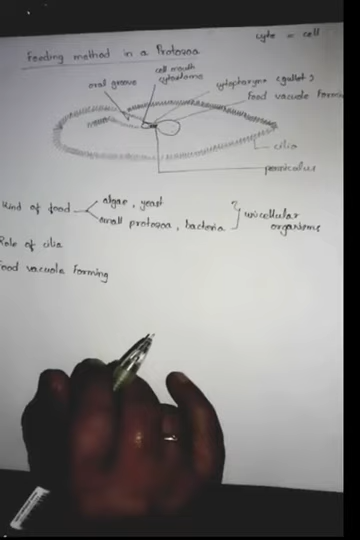 cyte = cell
Feeding method in a Protozoa
cell mouth
cytostome
oral groove
cytopharynx (gullet)
Food vacuole Forming
cilia
penniculus
Kind of food
algae, yeast
small protozoa, bacteria
unicellular
organisms
Role of cilia
Food vacuole Forming